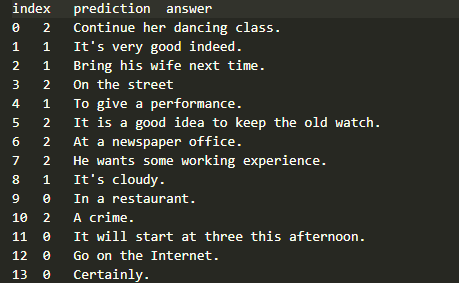 index prediction answer
0 2 Continue her dancing class.
1 1 It's very good indeed.
2 1 Bring his wife next time.
3 2 On the street
4 1 To give a performance.
5 2 It is a good idea to keep the old watch.
6 2 At a newspaper office.
7 2 He wants some working experience.
8 1 It's cloudy.
9 0 In a restaurant.
10 2 A crime.
11 0 It will start at three this afternoon.
12 0 Go on the Internet.
13 0 Certainly.